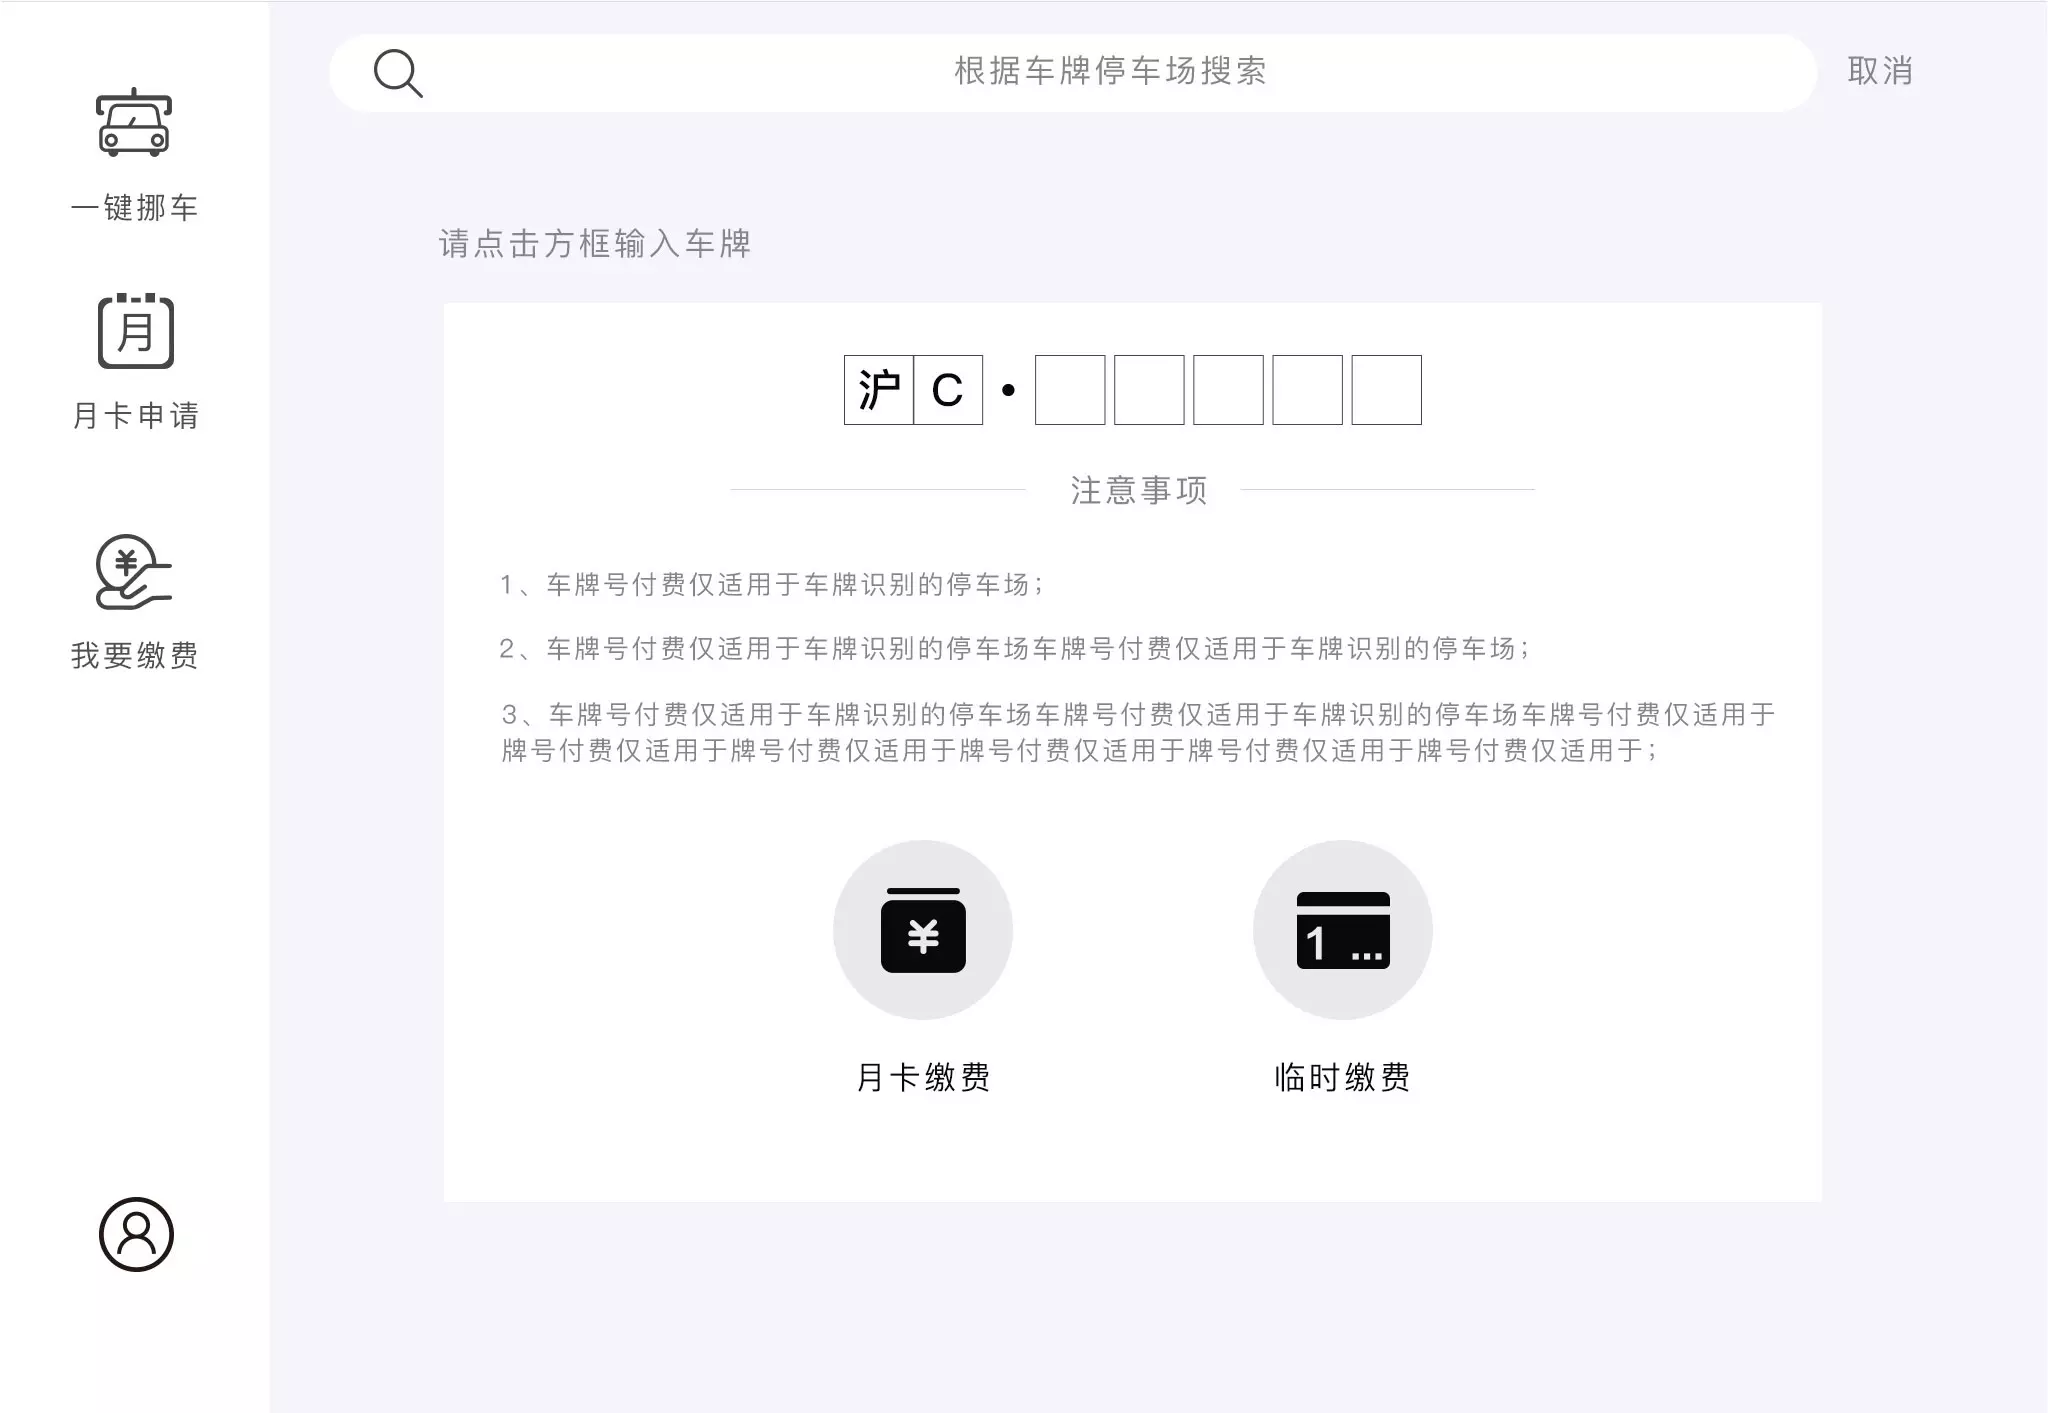 根据车牌停车场搜索
取消
一键挪车
月
月卡申请
¥
我要缴费
请点击方框输入车牌
沪C·
注意事项
1、车牌号付费仅适用于车牌识别的停车场；
2、车牌号付费仅适用于车牌识别的停车场车牌号付费仅适用于车牌识别的停车场；
3、车牌号付费仅适用于车牌识别的停车场车牌号付费仅适用于车牌识别的停车场车牌号付费仅适用于
牌号付费仅适用于牌号付费仅适用于牌号付费仅适用于牌号付费仅适用于牌号付费仅适用于；
¥
1 ...
月卡缴费
临时缴费